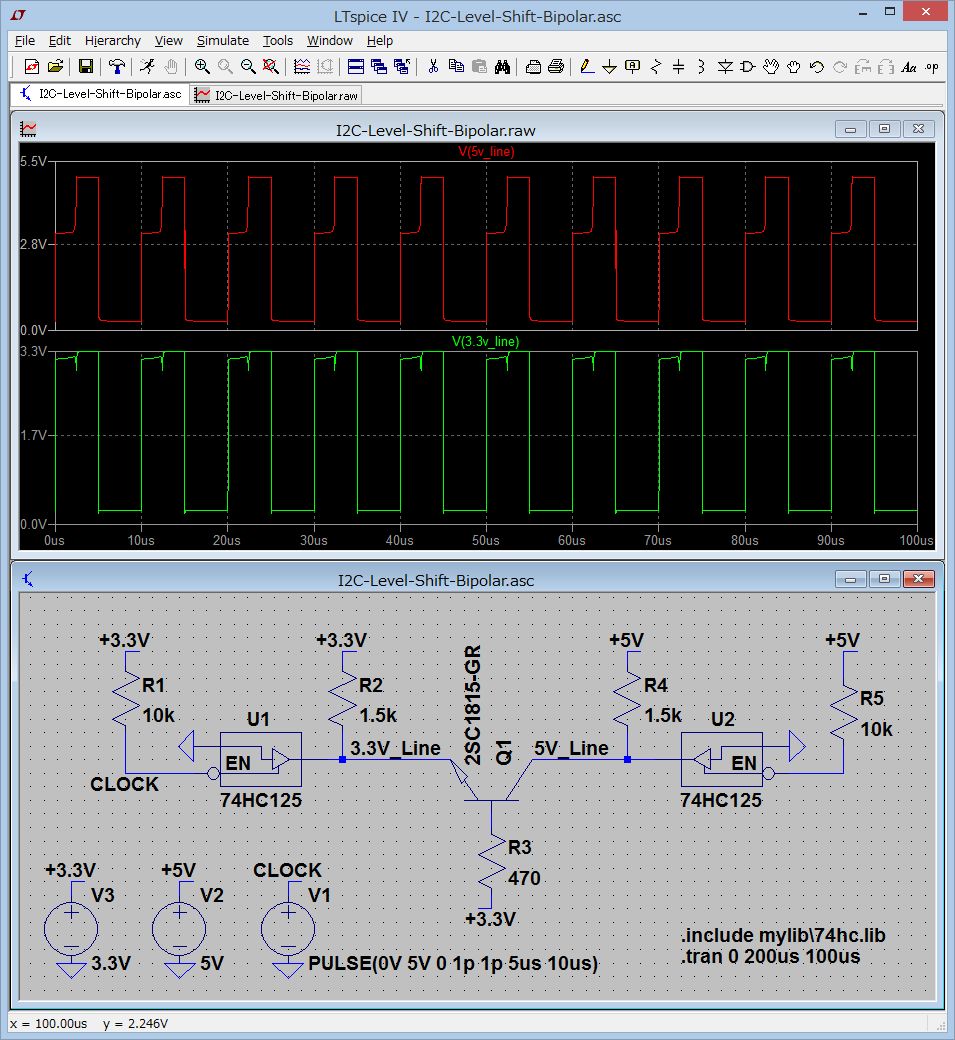 LTspice IV - I2C-Level-Shift-Bipolar.asc
File Edit Hierarchy View Simulate Tools Window Help
Aa .op
I2C-Level-Shift-Bipolar.asc I2C-Level-Shift-Bipolar.raw
I2C-Level-Shift-Bipolar.raw
V(5v_line)
5.5V
2.8V
0.0V
V(3.3v_line)
3.3V
1.7V
0.0V
0us 10us 20us 30us 40us 50us 60us 70us 80us 90us 100us
I2C-Level-Shift-Bipolar.asc
+3.3V +3.3V +5V +5V
R1
10k
R2
1.5k
2SC1815-GR
Q1
R4
1.5k
R5
10k
U1
U2
3.3V_Line
5V_Line
EN
EN
CLOCK
74HC125
74HC125
R3
470
+3.3V
+3.3V
V3
3.3V
+5V
V2
5V
CLOCK
V1
PULSE(0V 5V 0 1p 1p 5us 10us)
.include mylib\74hc.lib
.tran 0 200us 100us
x = 100.00us y = 2.246V